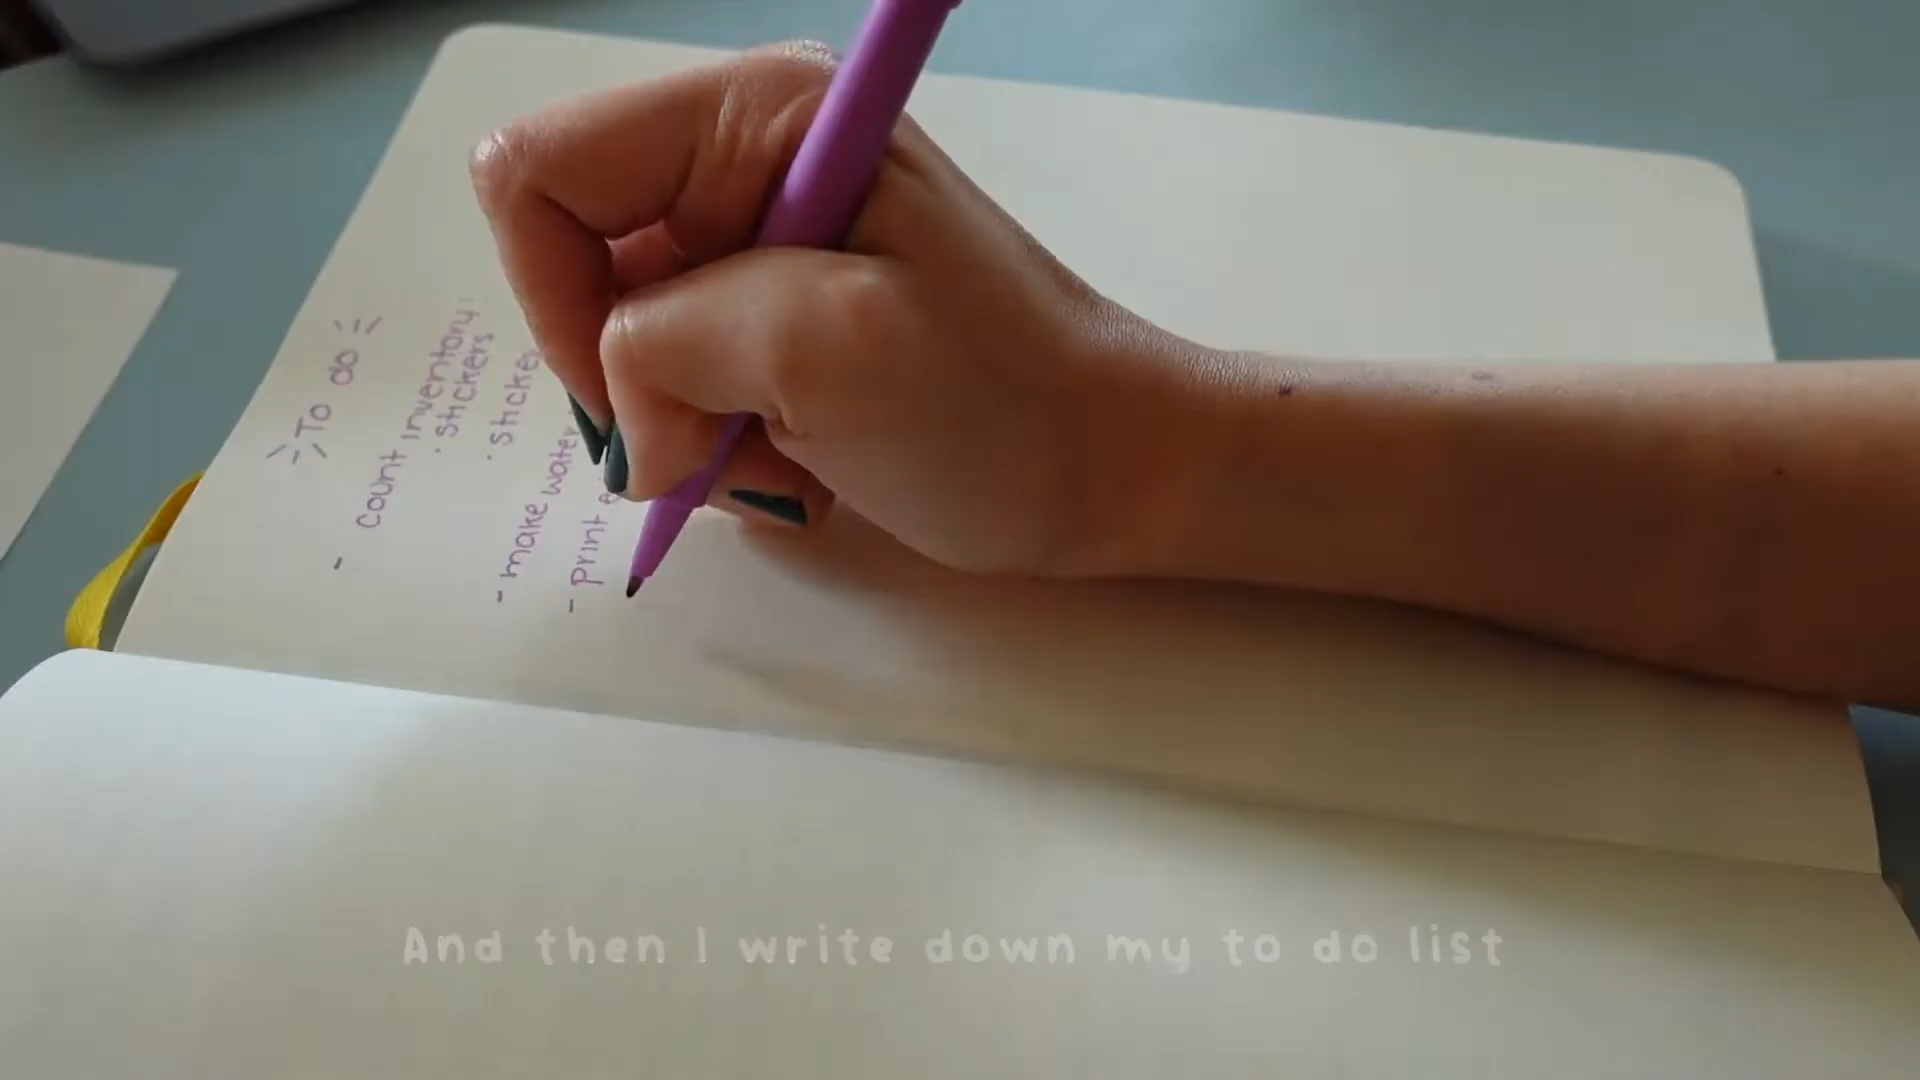 To do
- count inventory:
· stickers
· sticke
- make water
- print
And then I write down my to do list